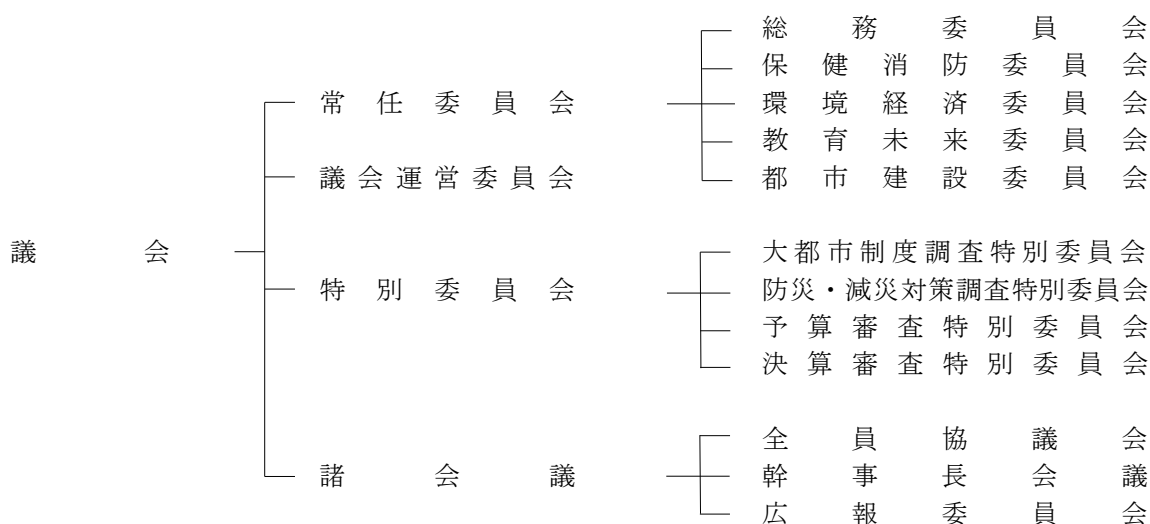 総務委員会
保健消防委員会
常任委員会
環境経済委員会
教育未来委員会
議会運営委員会
都市建設委員会
議会
大都市制度調査特別委員会
特別委員会
防災・減災対策調査特別委員会
予算審査特別委員会
決算審査特別委員会
全員協議会
諸会議
幹事長会議
広報委員会